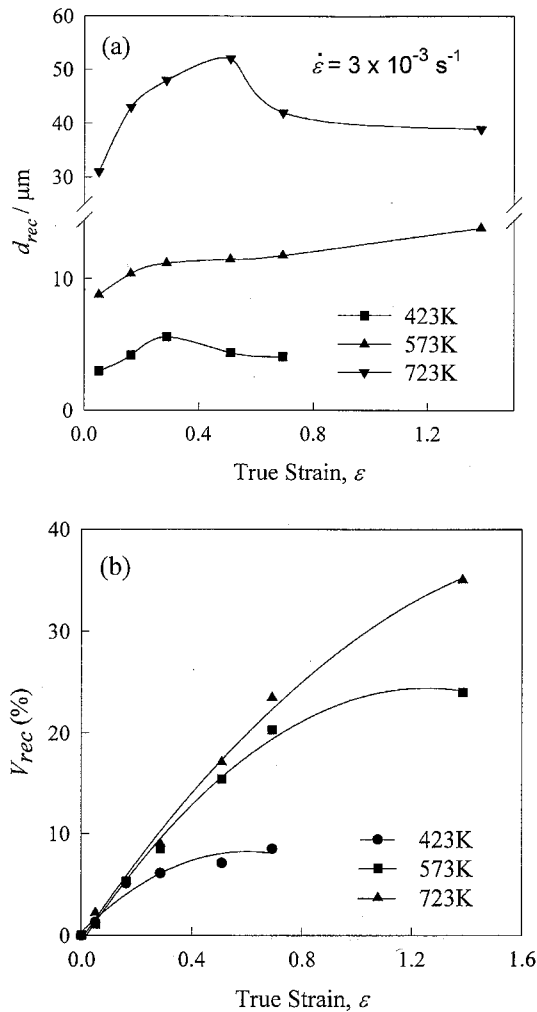 60
(a)
ε̇ = 3 x 10⁻³ s⁻¹
50
40
30
d_rec / μm
10
423K
573K
723K
0
0.0 0.4 0.8 1.2
True Strain, ε
40
(b)
30
V_rec (%)
20
10
423K
573K
723K
0
0.0 0.4 0.8 1.2 1.6
True Strain, ε